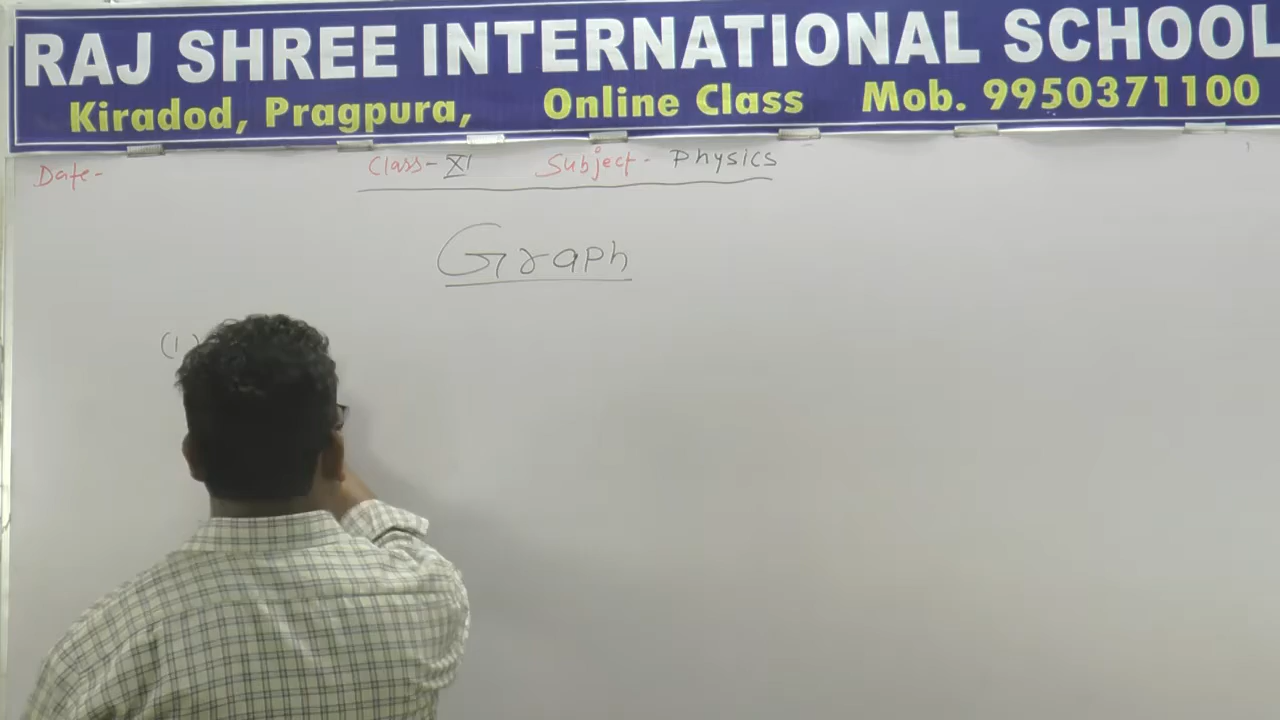 RAJ SHREE INTERNATIONAL SCHOOL
Kiradod, Pragpura, Online Class Mob. 9950371100
Date- Class- XI Subject- Physics
Graph
(1)